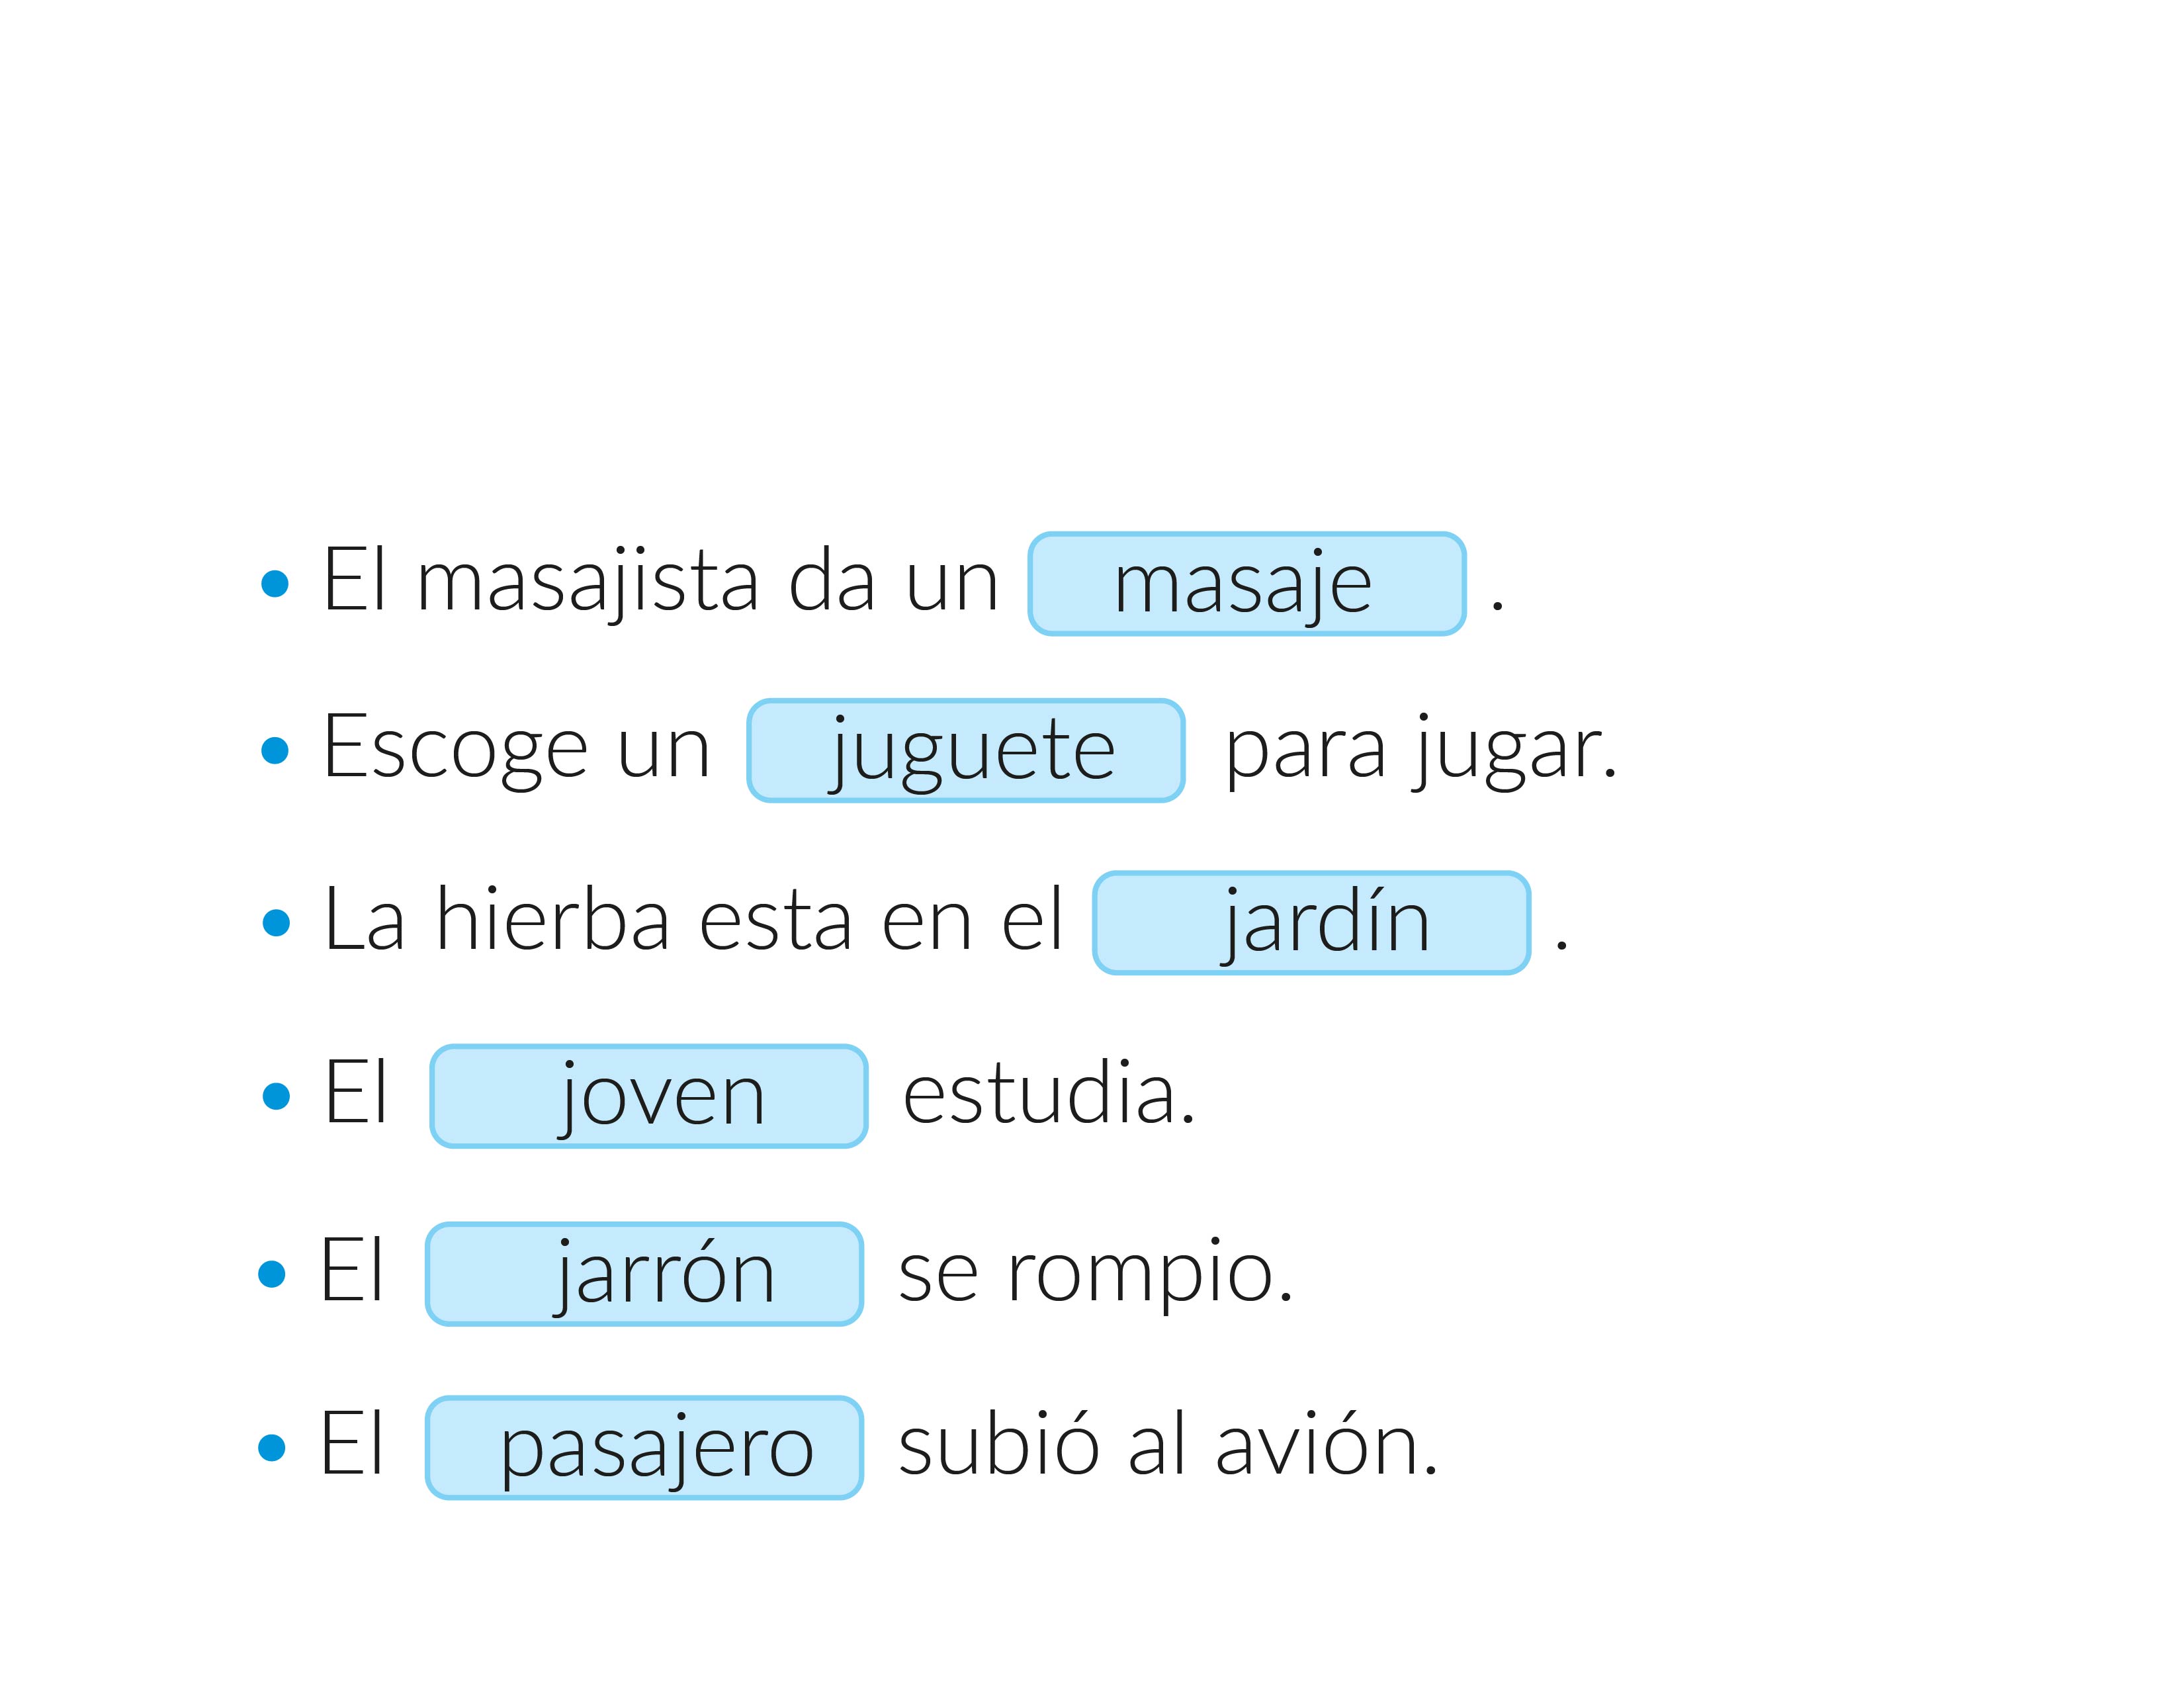 • El masajista da un masaje .
• Escoge un juguete para jugar.
• La hierba esta en el jardín .
• El joven estudia.
• El jarrón se rompio.
• El pasajero subió al avión.